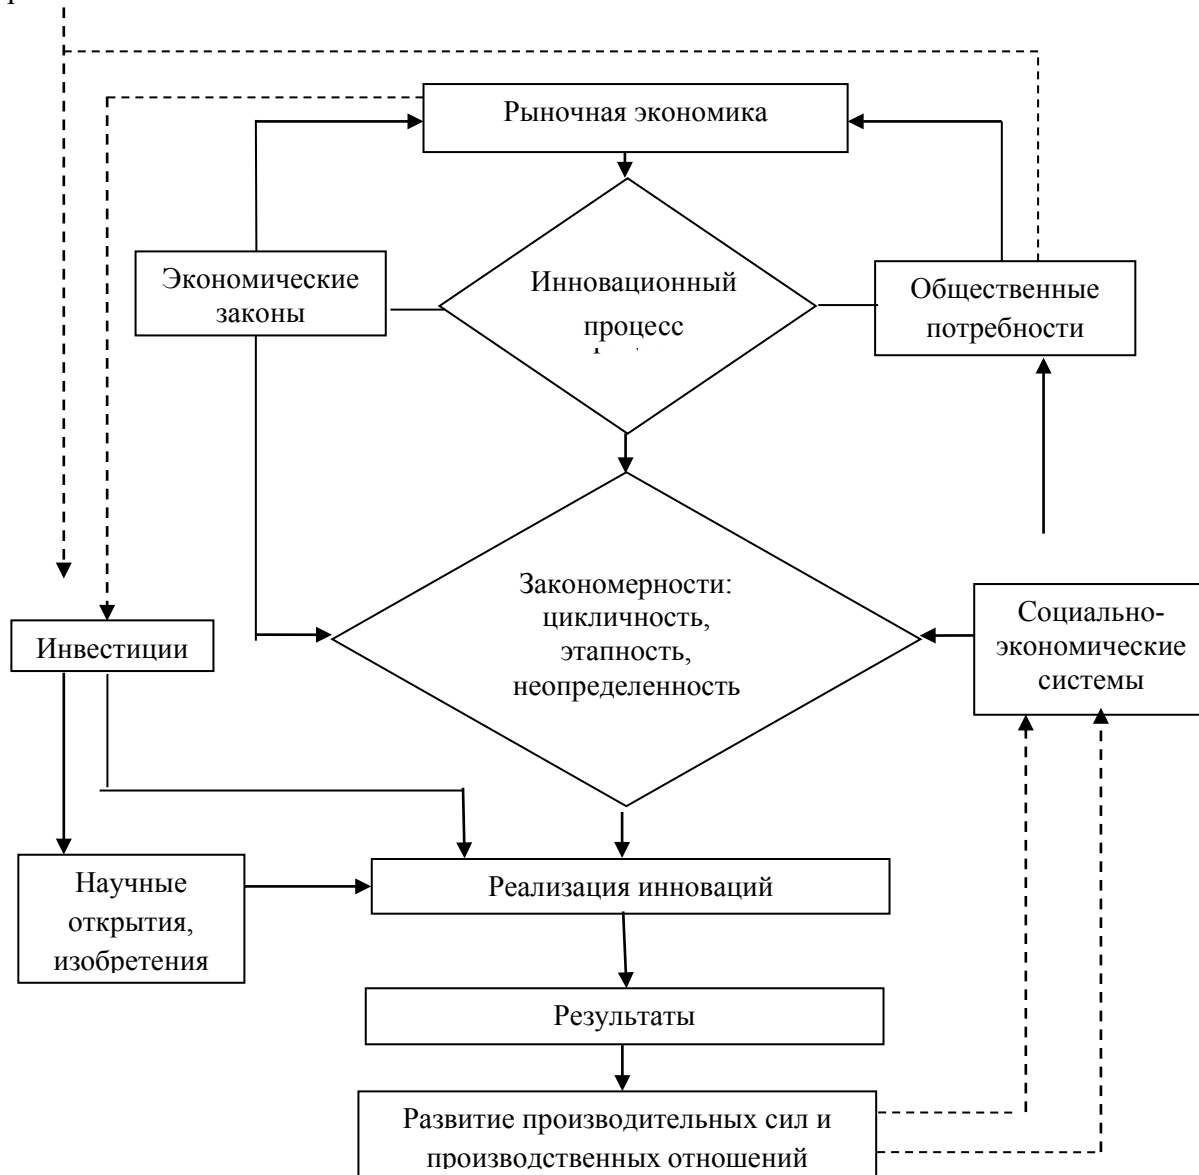 Рыночная экономика
Экономические
законы
Инновационный
процесс
Общественные
потребности
Закономерности:
цикличность,
этапность,
неопределенность
Социально-
экономические
системы
Инвестиции
Научные
открытия,
изобретения
Реализация инноваций
Результаты
Развитие производительных сил и
производственных отношений